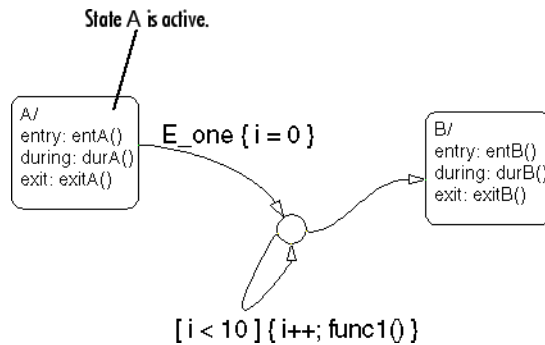 State A is active.
A/
entry: entA()
during: durA()
exit: exitA()
E_one { i = 0 }
B/
entry: entB()
during: durB()
exit: exitB()
[ i < 10 ] { i++; func1() }